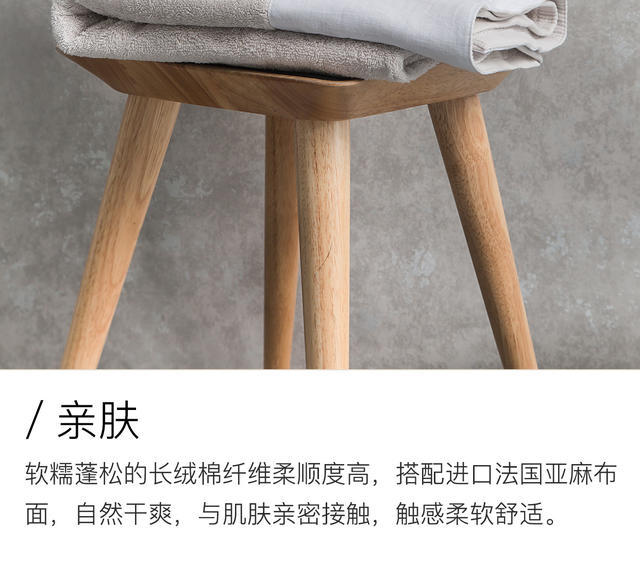 / 亲肤
软糯蓬松的长绒棉纤维柔顺度高，搭配进口法国亚麻布
面，自然干爽，与肌肤亲密接触，触感柔软舒适。